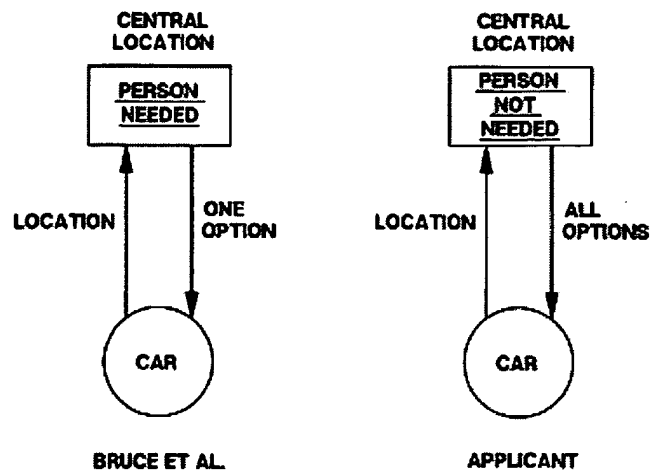 CENTRAL
LOCATION
PERSON
NEEDED
LOCATION
ONE
OPTION
CAR
BRUCE ET AL.
CENTRAL
LOCATION
PERSON
NOT
NEEDED
LOCATION
ALL
OPTIONS
CAR
APPLICANT